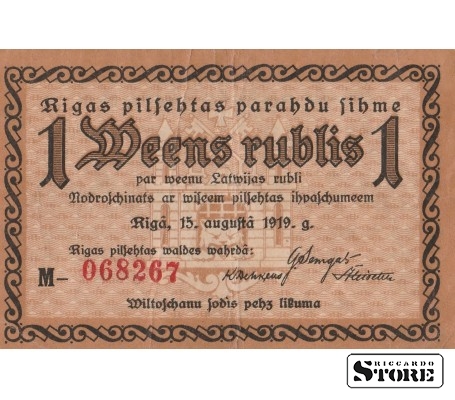 Rigas pilſehtas parahdu ſihme
1 Weens rublis 1
par weenu Latwijas rubli
Nodroſchinats ar wiſeem pilſehtas ihpaſchumeem
Rigâ, 15. auguſtâ 1919. g.
Rigas pilſehtas waldes wahrdâ:
M- 068267
Wiltoſchanu ſodis pehz likuma
RICCARDO
STORE